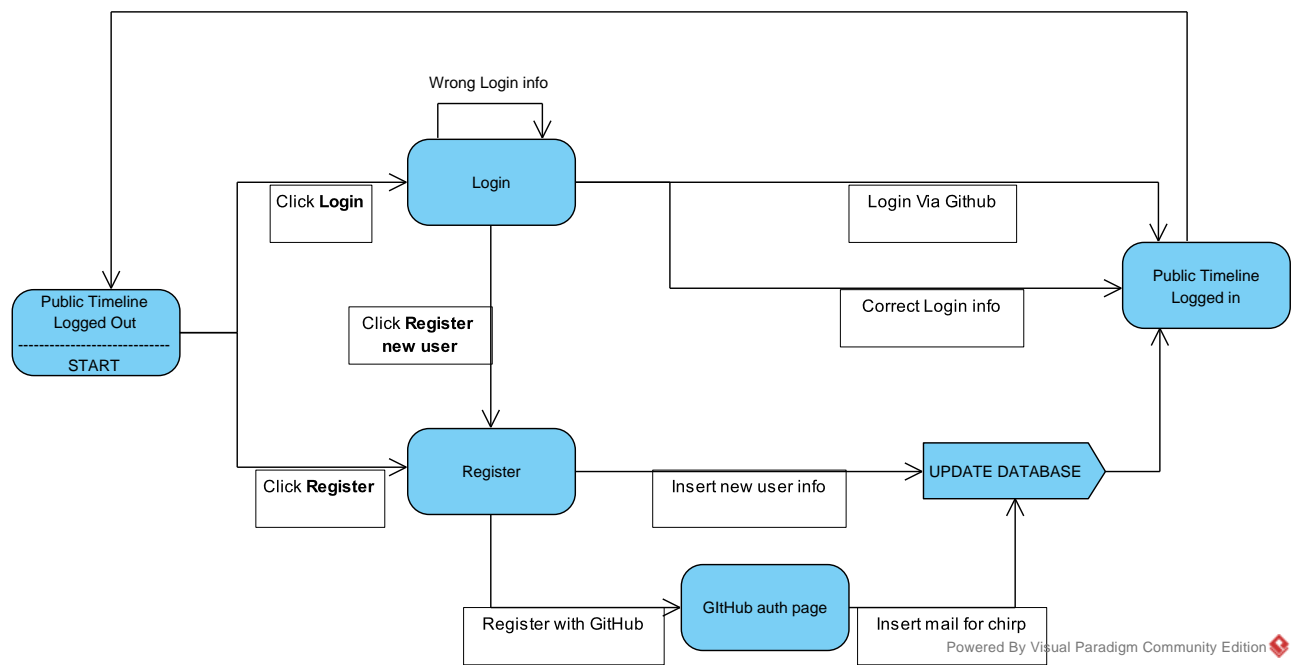 Wrong Login info
Login
Click Login
Login Via Github
Public Timeline
Logged in
Public Timeline
Logged Out
--------------------------------
START
Correct Login info
Click Register
new user
Register
Click Register
Insert new user info
UPDATE DATABASE
GItHub auth page
Register with GitHub
Insert mail for chirp
Powered By Visual Paradigm Community Edition